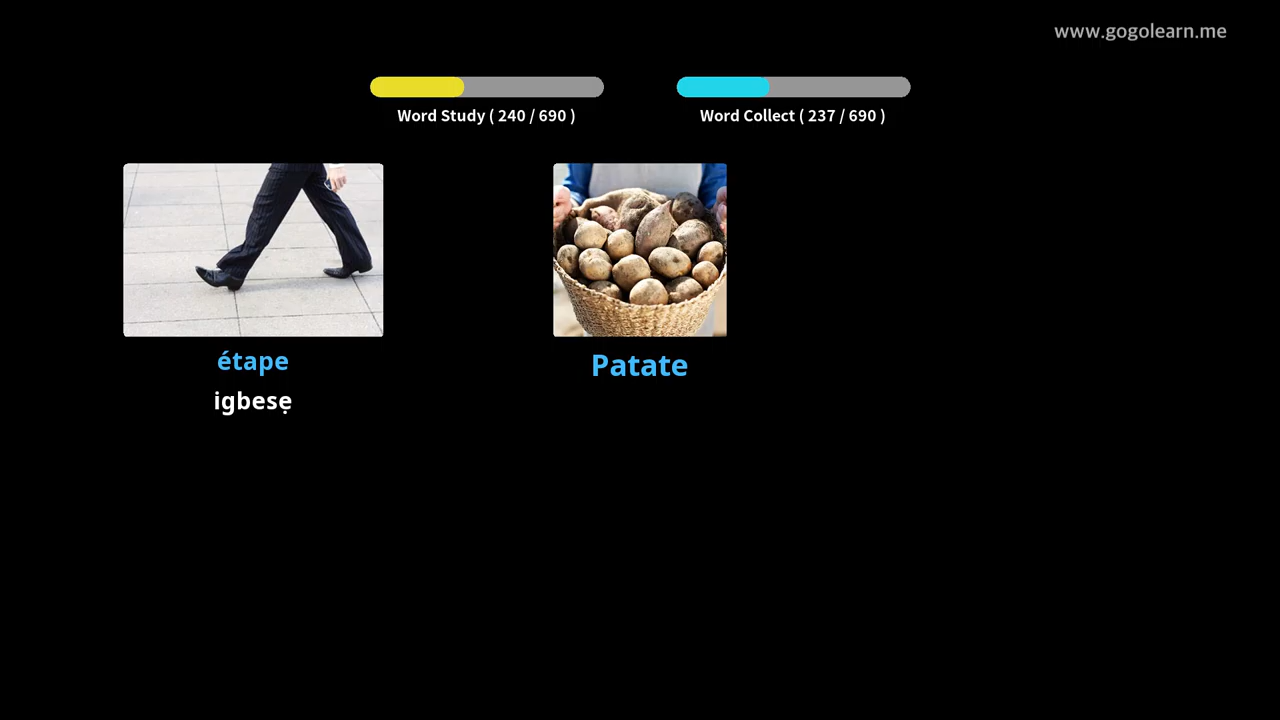 www.gogolearn.me
Word Study ( 240 / 690 )
Word Collect ( 237 / 690 )
étape
igbesẹ
Patate